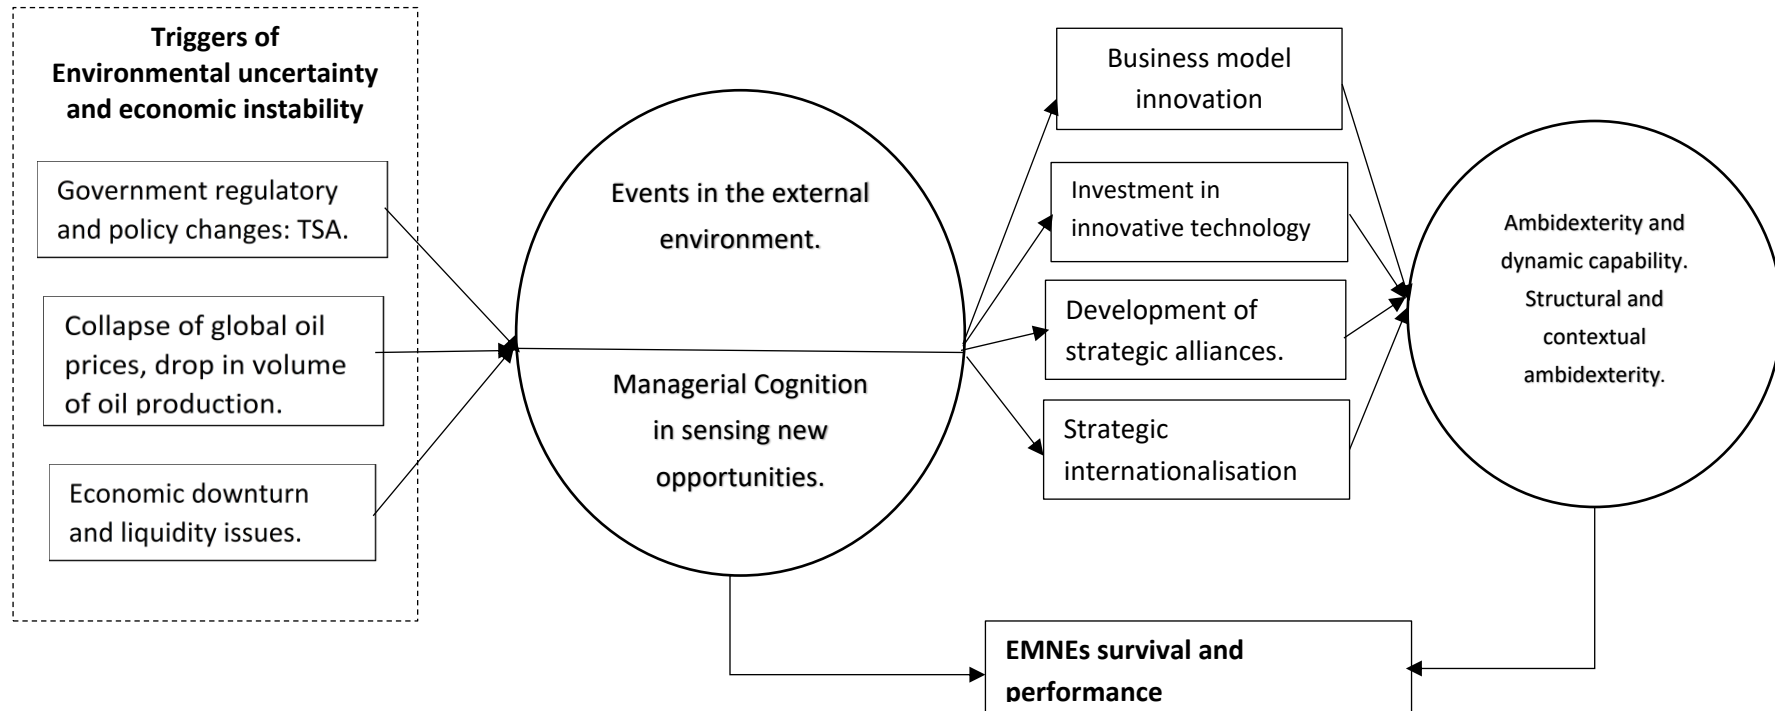 Triggers of
Environmental uncertainty
and economic instability
Government regulatory
and policy changes: TSA.
Collapse of global oil
prices, drop in volume
of oil production.
Economic downturn
and liquidity issues.
Events in the external
environment.
Managerial Cognition
in sensing new
opportunities.
Business model
innovation
Investment in
innovative technology
Development of
strategic alliances.
Strategic
internationalisation
Ambidexterity and
dynamic capability.
Structural and
contextual
ambidexterity.
EMNEs survival and
performance